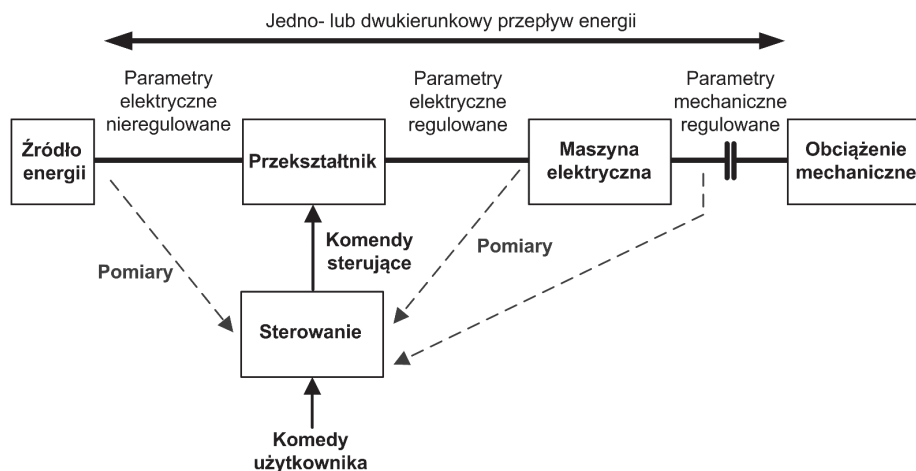 Jedno- lub dwukierunkowy przepływ energii
Parametry
elektryczne
nieregulowane
Parametry
elektryczne
regulowane
Parametry
mechaniczne
regulowane
Źródło
energii
Przekształtnik
Maszyna
elektryczna
Obciążenie
mechaniczne
Komendy
sterujące
Pomiary
Pomiary
Sterowanie
Komedy
użytkownika